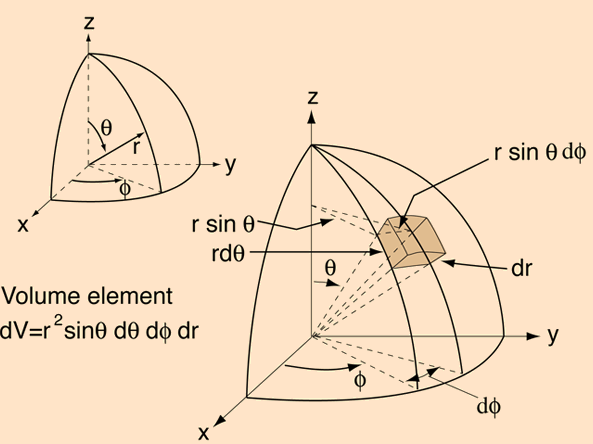 z
θ
r
y
ϕ
x
z
r sin θ dϕ
r sin θ
rdθ
θ
dr
Volume element
dV=r²sinθ dθ dϕ dr
y
ϕ
dϕ
x